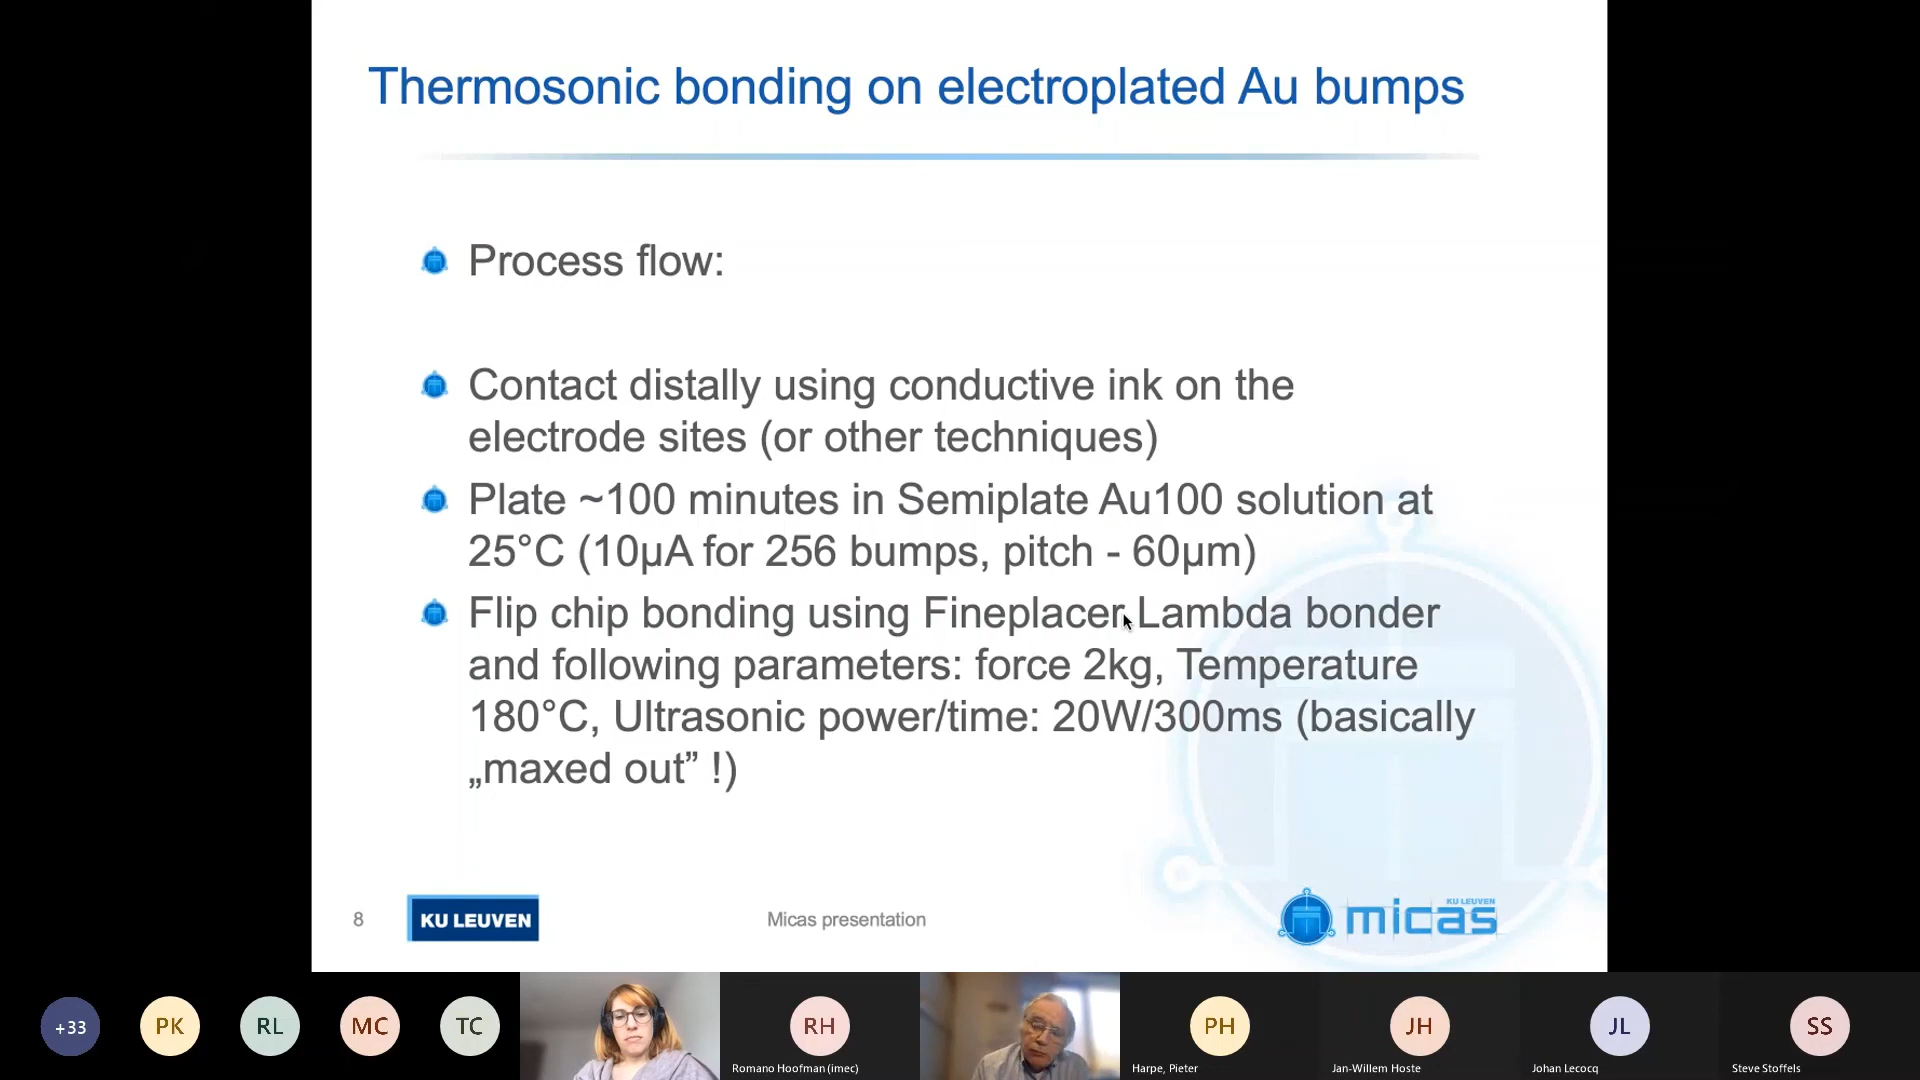 Thermosonic bonding on electroplated Au bumps
Process flow:
Contact distally using conductive ink on the
electrode sites (or other techniques)
Plate ~100 minutes in Semiplate Au100 solution at
25°C (10µA for 256 bumps, pitch - 60µm)
Flip chip bonding using Fineplacer Lambda bonder
and following parameters: force 2kg, Temperature
180°C, Ultrasonic power/time: 20W/300ms (basically
„maxed out” !)
8
KU LEUVEN
Micas presentation
KU LEUVEN
micas
+33
PK
RL
MC
TC
RH
Romano Hoofman (imec)
PH
Harpe, Pieter
JH
Jan-Willem Hoste
JL
Johan Lecocq
SS
Steve Stoffels